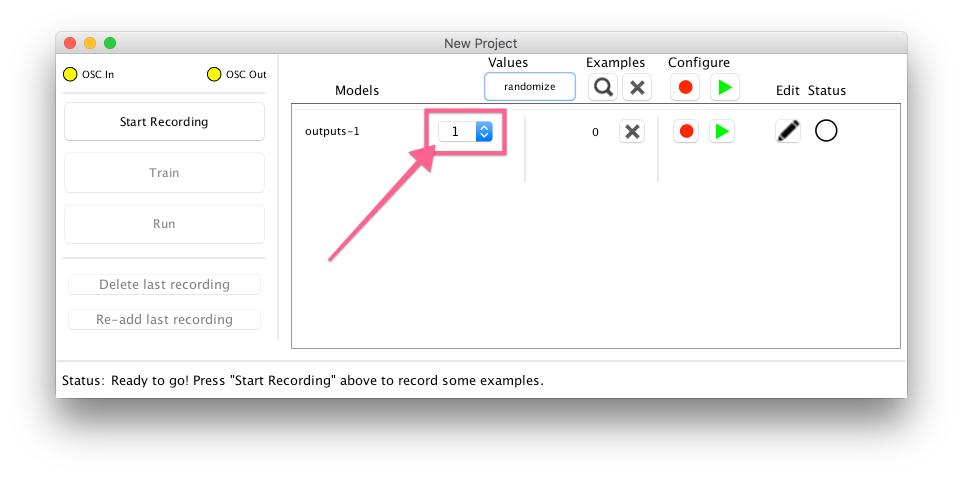 New Project
OSC In
OSC Out
Start Recording
Train
Run
Delete last recording
Re-add last recording
Values
Examples
Configure
randomize
Models
Edit
Status
outputs-1
1
0
Status: Ready to go! Press "Start Recording" above to record some examples.